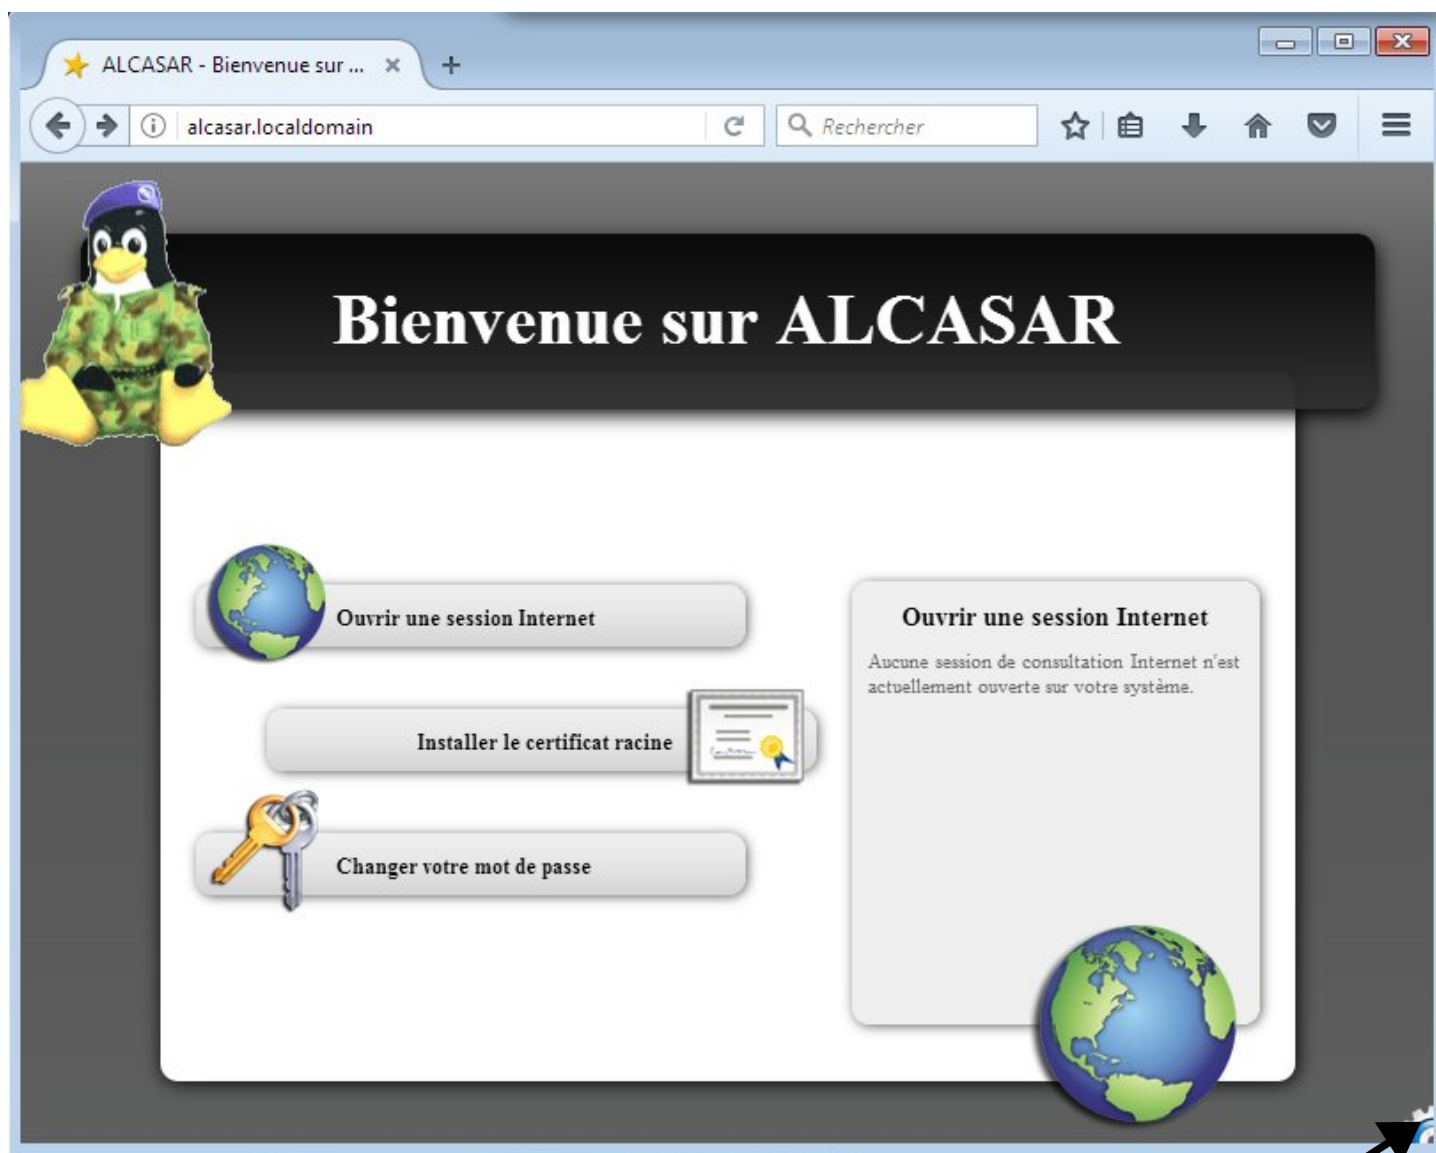 ALCASAR - Bienvenue sur ...
alcasar.localdomain
Rechercher
Bienvenue sur ALCASAR
Ouvrir une session Internet
Installer le certificat racine
Changer votre mot de passe
Ouvrir une session Internet
Aucune session de consultation Internet n'est
actuellement ouverte sur votre système.